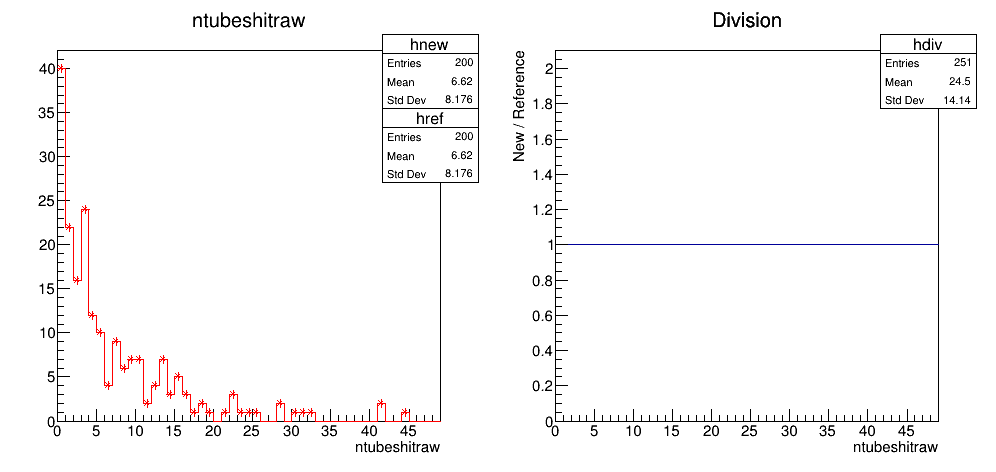 ntubeshitraw
hnew
Entries 200
Mean 6.62
Std Dev 8.176
href
Entries 200
Mean 6.62
Std Dev 8.176
40
35
30
25
20
15
10
5
0
0 5 10 15 20 25 30 35 40 45
ntubeshitraw
Division
hdiv
Entries 251
Mean 24.5
Std Dev 14.14
New / Reference
2
1.8
1.6
1.4
1.2
1
0.8
0.6
0.4
0.2
0
0 5 10 15 20 25 30 35 40 45
ntubeshitraw